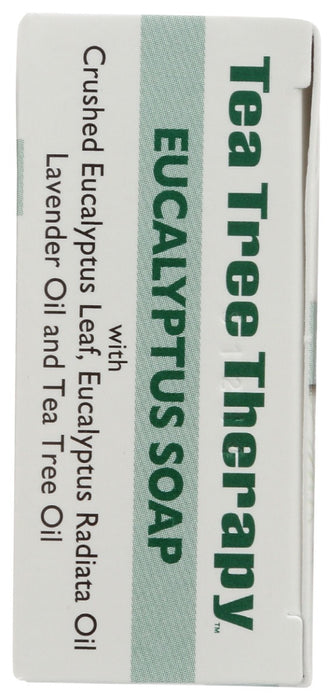 Tea Tree Therapy™
EUCALYPTUS SOAP
with
Crushed Eucalyptus Leaf, Eucalyptus Radiata Oil
Lavender Oil and Tea Tree Oil